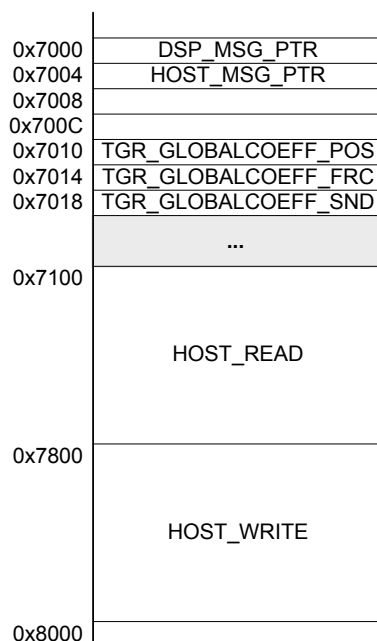 0x7000 DSP_MSG_PTR
0x7004 HOST_MSG_PTR
0x7008
0x700C
0x7010 TGR_GLOBALCOEFF_POS
0x7014 TGR_GLOBALCOEFF_FRC
0x7018 TGR_GLOBALCOEFF_SND
...
0x7100
HOST_READ
0x7800
HOST_WRITE
0x8000